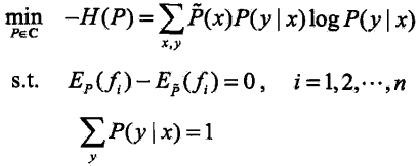 min_{P∈C} −H(P) = ∑_{x,y} P̃(x)P(y|x) log P(y|x)
s.t. E_P(f_i) − E_P̃(f_i) = 0, i = 1,2,⋯,n
∑_y P(y|x) = 1